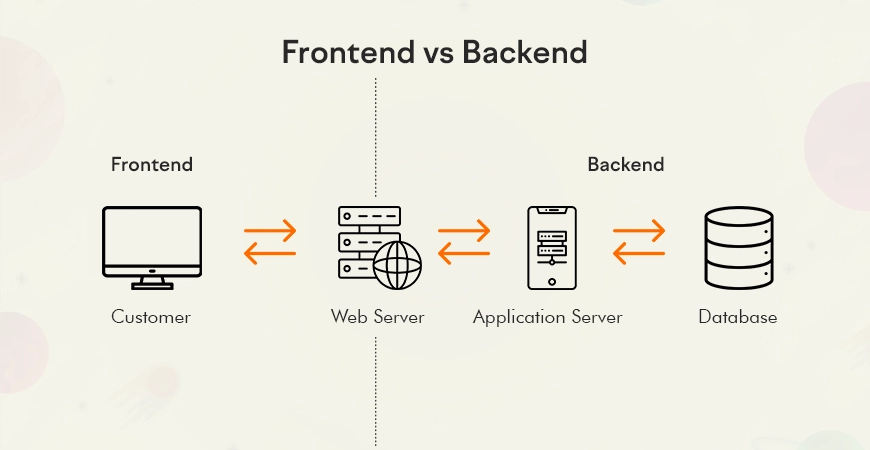 Frontend vs Backend
Frontend
Backend
Customer
Web Server
Application Server
Database